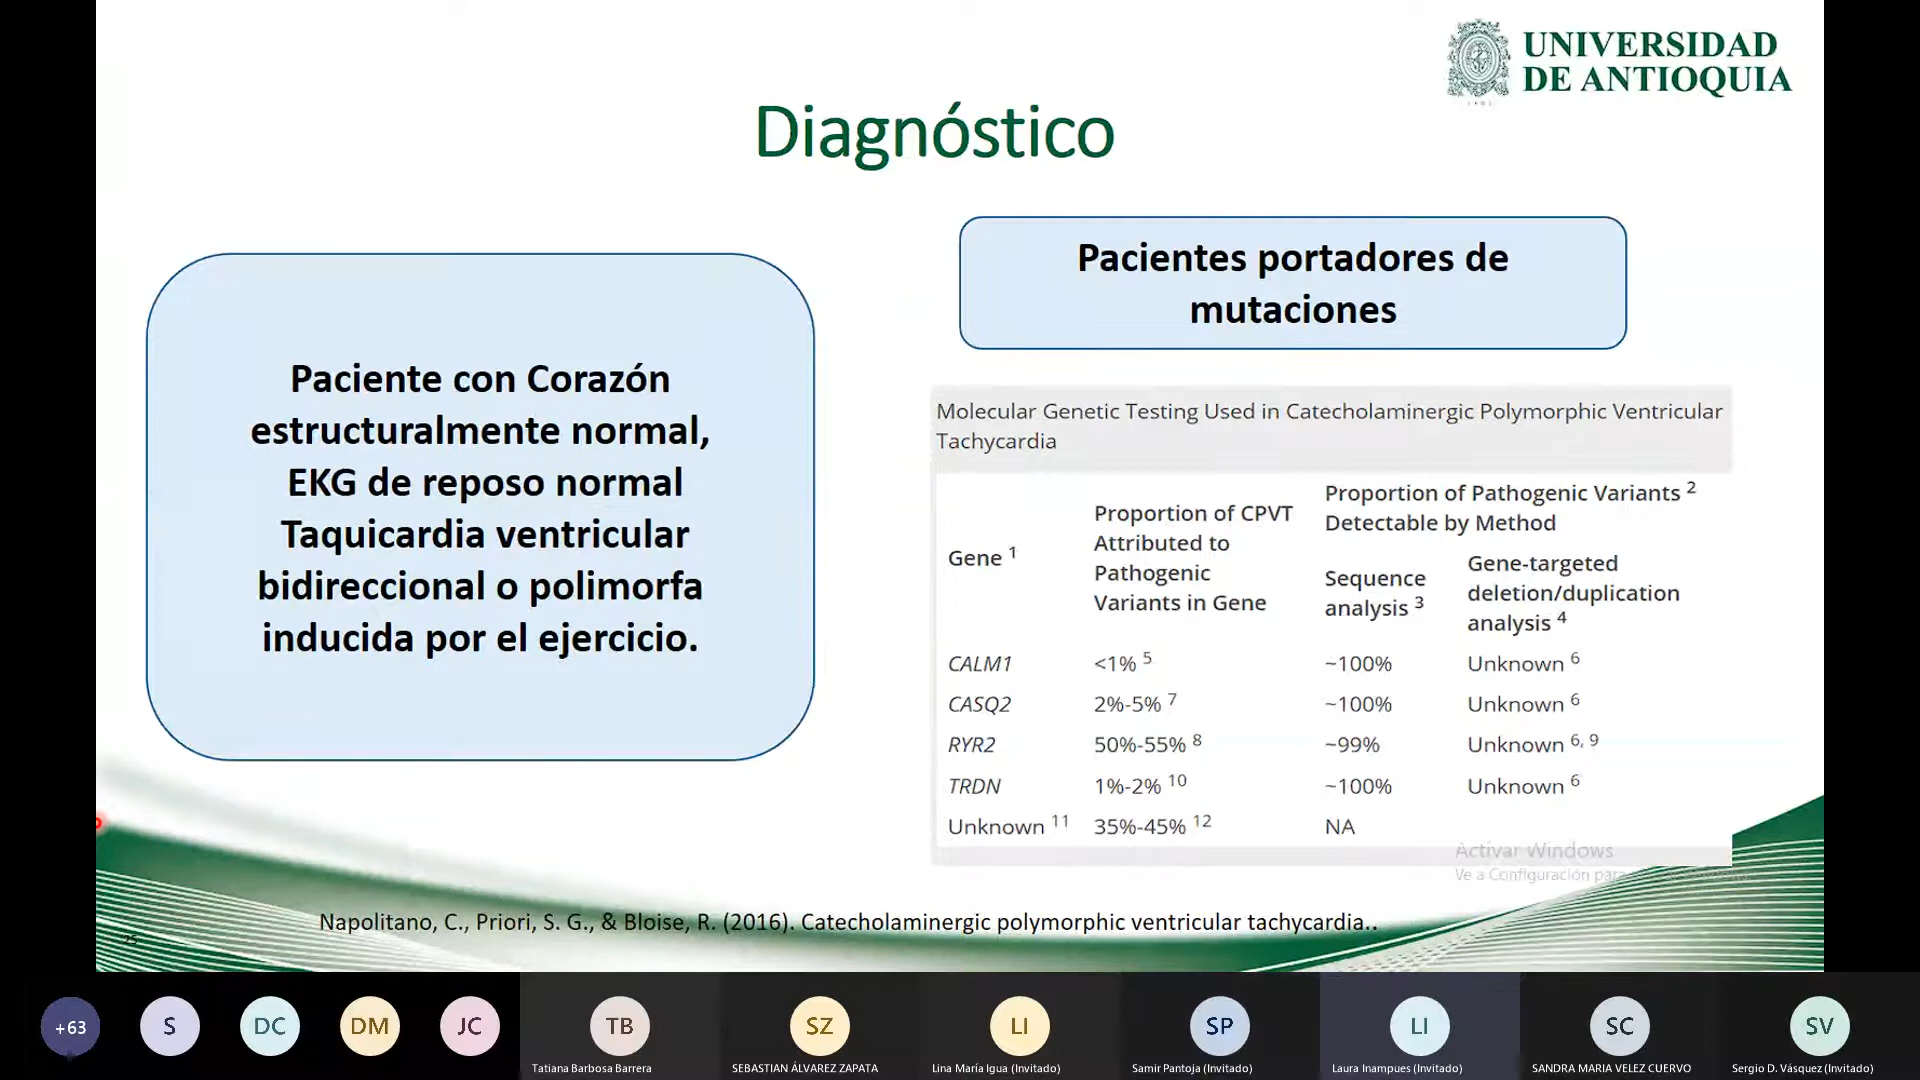 UNIVERSIDAD
DE ANTIOQUIA
Diagnóstico
Paciente con Corazón
estructuralmente normal,
EKG de reposo normal
Taquicardia ventricular
bidireccional o polimorfa
inducida por el ejercicio.
Pacientes portadores de
mutaciones
Molecular Genetic Testing Used in Catecholaminergic Polymorphic Ventricular
Tachycardia
Gene 1
Proportion of CPVT
Attributed to
Pathogenic
Variants in Gene
Proportion of Pathogenic Variants 2
Detectable by Method
Sequence
analysis 3
Gene-targeted
deletion/duplication
analysis 4
CALM1 <1% 5 ~100% Unknown 6
CASQ2 2%-5% 7 ~100% Unknown 6
RYR2 50%-55% 8 ~99% Unknown 6, 9
TRDN 1%-2% 10 ~100% Unknown 6
Unknown 11 35%-45% 12 NA
Activar Windows
Ve a Configuración para
Napolitano, C., Priori, S. G., & Bloise, R. (2016). Catecholaminergic polymorphic ventricular tachycardia..
25
+63 S DC DM JC TB SZ LI SP LI SC SV
Tatiana Barbosa Barrera SEBASTIAN ÁLVAREZ ZAPATA Lina María Igua (Invitado) Samir Pantoja (Invitado) Laura Inampues (Invitado) SANDRA MARIA VELEZ CUERVO Sergio D. Vásquez (Invitado)